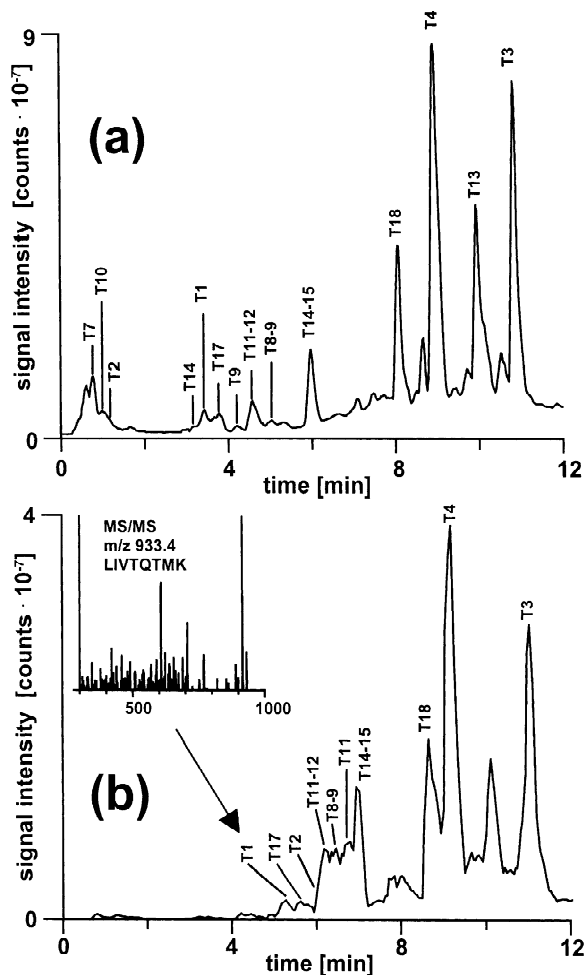 9
signal intensity [counts · 10⁻⁷]
(a)
T7
T10
T2
T14
T1
T17
T9
T11-12
T8-9
T14-15
T18
T4
T13
T3
0
0 4 8 12
time [min]
4
signal intensity [counts · 10⁻⁷]
MS/MS
m/z 933.4
LIVTQTMK
500 1000
(b)
T1
T17
T2
T11-12
T8-9
T11
T14-15
T18
T4
T3
0
0 4 8 12
time [min]